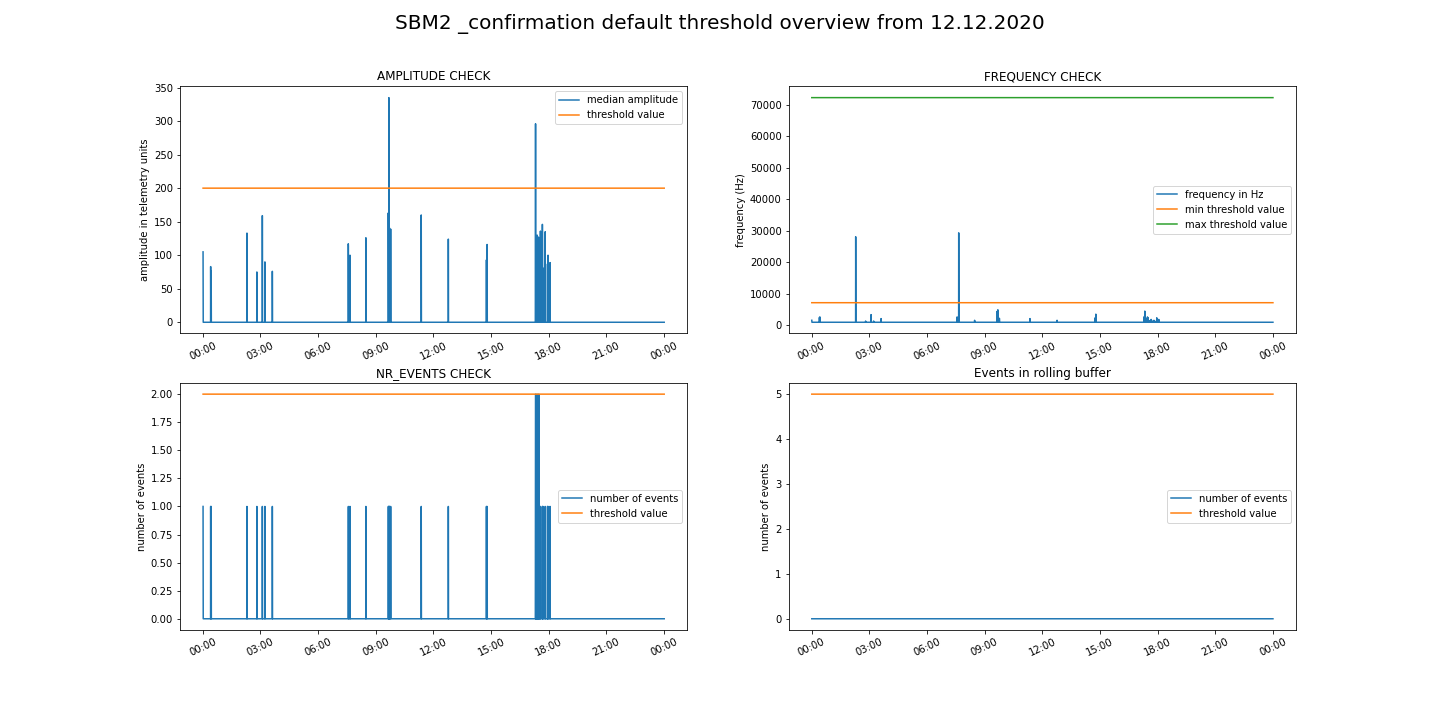 SBM2 _confirmation default threshold overview from 12.12.2020
AMPLITUDE CHECK
amplitude in telemetry units
350
300
250
200
150
100
50
0
median amplitude
threshold value
00:00 03:00 06:00 09:00 12:00 15:00 18:00 21:00 00:00
FREQUENCY CHECK
frequency (Hz)
70000
60000
50000
40000
30000
20000
10000
0
frequency in Hz
min threshold value
max threshold value
00:00 03:00 06:00 09:00 12:00 15:00 18:00 21:00 00:00
NR_EVENTS CHECK
number of events
2.00
1.75
1.50
1.25
1.00
0.75
0.50
0.25
0.00
number of events
threshold value
00:00 03:00 06:00 09:00 12:00 15:00 18:00 21:00 00:00
Events in rolling buffer
number of events
5
4
3
2
1
0
number of events
threshold value
00:00 03:00 06:00 09:00 12:00 15:00 18:00 21:00 00:00